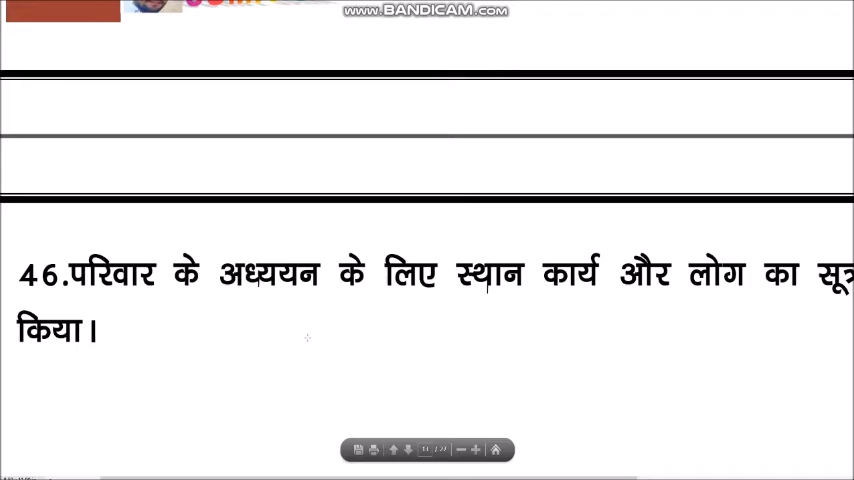 www.BANDICAM.com
46.परिवार के अध्ययन के लिए स्थान कार्य और लोग का
किया।